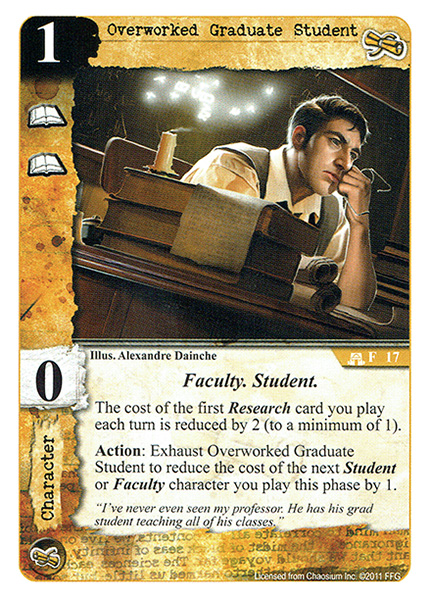 1
Overworked Graduate Student
Illus. Alexandre Dainche
F 17
0
Faculty. Student.
The cost of the first Research card you play
each turn is reduced by 2 (to a minimum of 1).
Action: Exhaust Overworked Graduate
Student to reduce the cost of the next Student
or Faculty character you play this phase by 1.
"I've never even seen my professor. He has his grad
student teaching all of his classes."
Character
Licensed from Chaosium Inc. ©2011 FFG